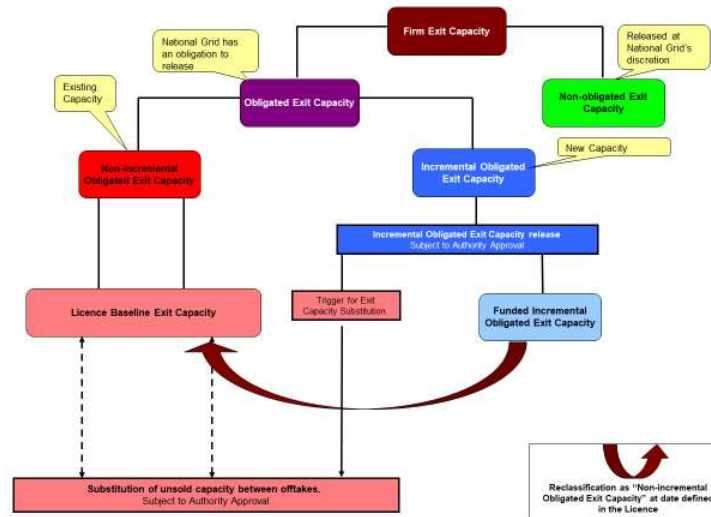 Firm Exit Capacity
National Grid has
an obligation to
release
Released at
National Grid's
discretion
Existing
Capacity
Obligated Exit Capacity
Non-obligated Exit
Capacity
New Capacity
Non-incremental
Obligated Exit Capacity
Incremental Obligated
Exit Capacity
Incremental Obligated Exit Capacity release
Subject to Authority Approval
Licence Baseline Exit Capacity
Trigger for Exit
Capacity Substitution.
Funded Incremental
Obligated Exit Capacity
Substitution of unsold capacity between offtakes.
Subject to Authority Approval
Reclassification as "Non-incremental
Obligated Exit Capacity" at date defined
in the Licence